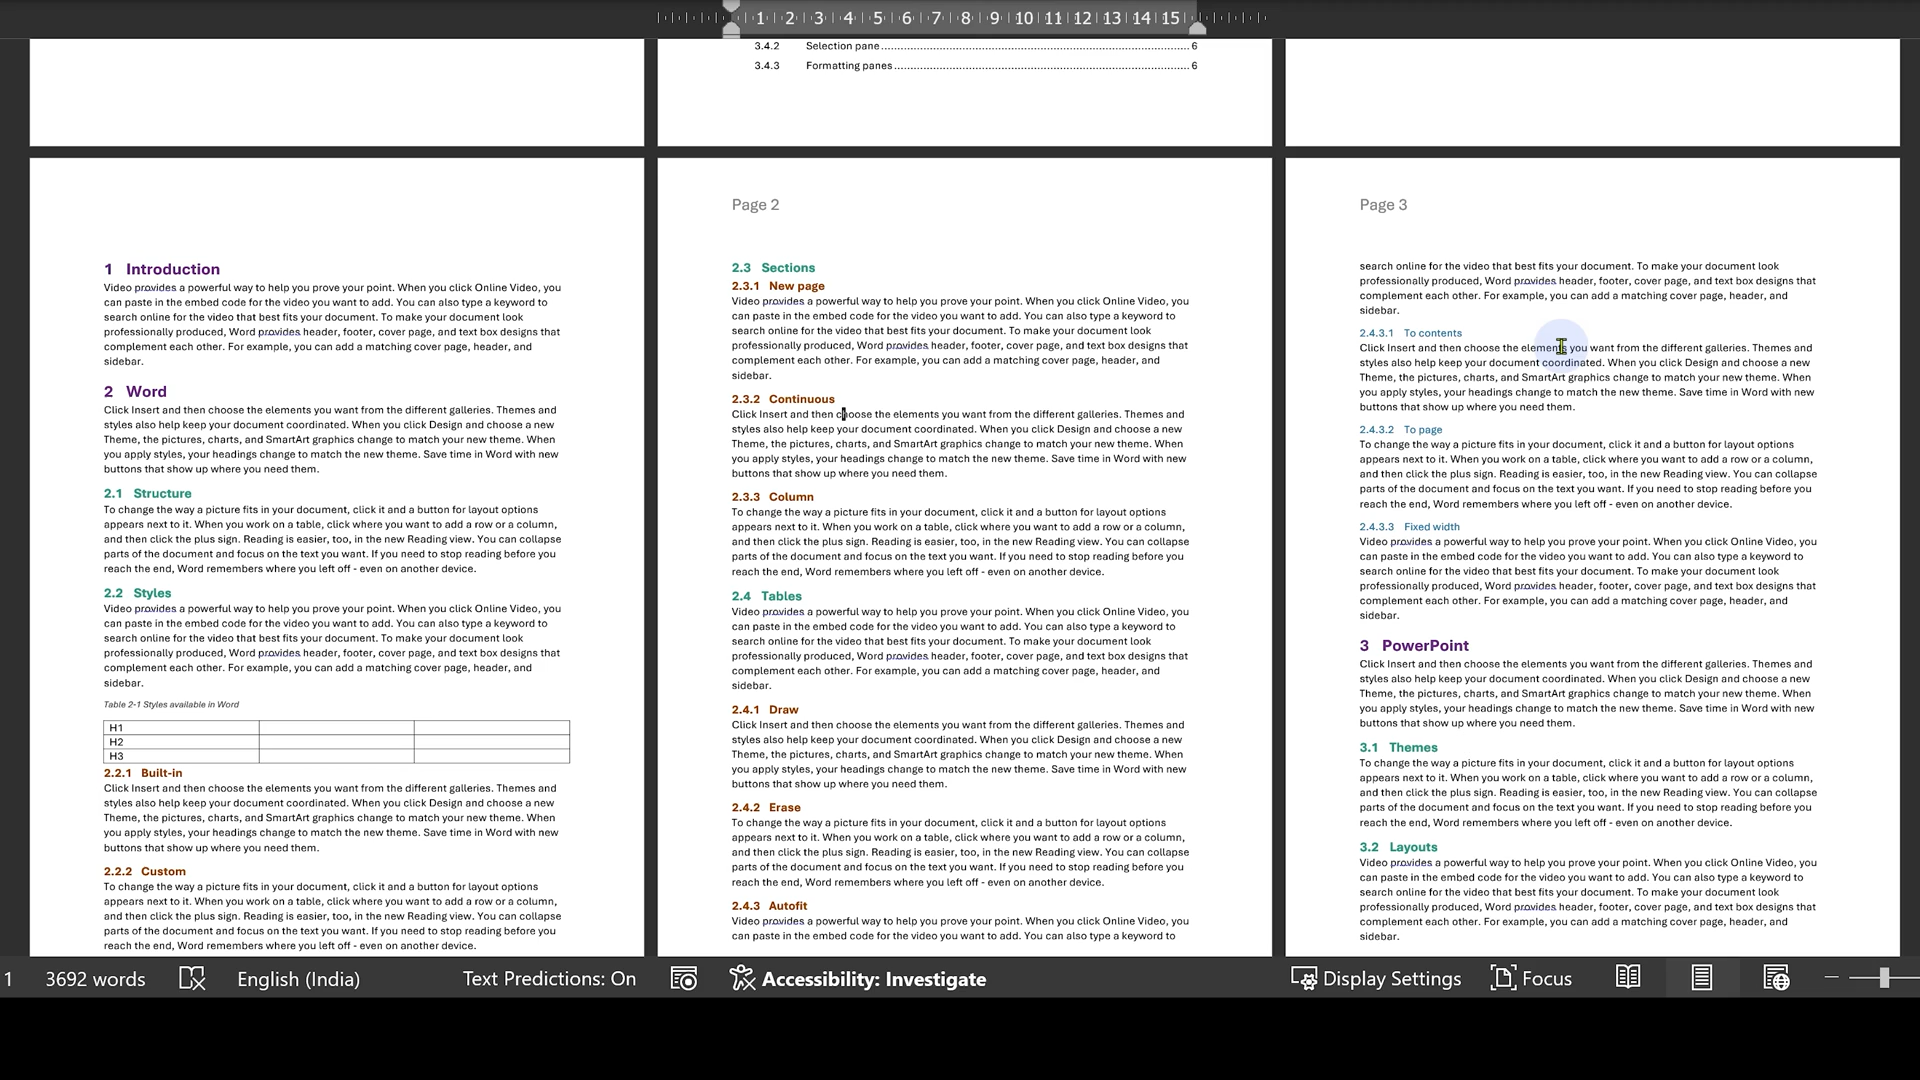 1 2 3 4 5 6 7 8 9 10 11 12 13 14 15
3.4.2 Selection pane 6
3.4.3 Formatting panes 6
1 Introduction
Video provides a powerful way to help you prove your point. When you click Online Video, you
can paste in the embed code for the video you want to add. You can also type a keyword to
search online for the video that best fits your document. To make your document look
professionally produced, Word provides header, footer, cover page, and text box designs that
complement each other. For example, you can add a matching cover page, header, and
sidebar.
2 Word
Click Insert and then choose the elements you want from the different galleries. Themes and
styles also help keep your document coordinated. When you click Design and choose a new
Theme, the pictures, charts, and SmartArt graphics change to match your new theme. When
you apply styles, your headings change to match the new theme. Save time in Word with new
buttons that show up where you need them.
2.1 Structure
To change the way a picture fits in your document, click it and a button for layout options
appears next to it. When you work on a table, click where you want to add a row or a column,
and then click the plus sign. Reading is easier, too, in the new Reading view. You can collapse
parts of the document and focus on the text you want. If you need to stop reading before you
reach the end, Word remembers where you left off - even on another device.
2.2 Styles
Video provides a powerful way to help you prove your point. When you click Online Video, you
can paste in the embed code for the video you want to add. You can also type a keyword to
search online for the video that best fits your document. To make your document look
professionally produced, Word provides header, footer, cover page, and text box designs that
complement each other. For example, you can add a matching cover page, header, and
sidebar.
Table 2-1 Styles available in Word
H1
H2
H3
2.2.1 Built-in
Click Insert and then choose the elements you want from the different galleries. Themes and
styles also help keep your document coordinated. When you click Design and choose a new
Theme, the pictures, charts, and SmartArt graphics change to match your new theme. When
you apply styles, your headings change to match the new theme. Save time in Word with new
buttons that show up where you need them.
2.2.2 Custom
To change the way a picture fits in your document, click it and a button for layout options
appears next to it. When you work on a table, click where you want to add a row or a column,
and then click the plus sign. Reading is easier, too, in the new Reading view. You can collapse
parts of the document and focus on the text you want. If you need to stop reading before you
reach the end, Word remembers where you left off - even on another device.
Page 2
2.3 Sections
2.3.1 New page
Video provides a powerful way to help you prove your point. When you click Online Video, you
can paste in the embed code for the video you want to add. You can also type a keyword to
search online for the video that best fits your document. To make your document look
professionally produced, Word provides header, footer, cover page, and text box designs that
complement each other. For example, you can add a matching cover page, header, and
sidebar.
2.3.2 Continuous
Click Insert and then choose the elements you want from the different galleries. Themes and
styles also help keep your document coordinated. When you click Design and choose a new
Theme, the pictures, charts, and SmartArt graphics change to match your new theme. When
you apply styles, your headings change to match the new theme. Save time in Word with new
buttons that show up where you need them.
2.3.3 Column
To change the way a picture fits in your document, click it and a button for layout options
appears next to it. When you work on a table, click where you want to add a row or a column,
and then click the plus sign. Reading is easier, too, in the new Reading view. You can collapse
parts of the document and focus on the text you want. If you need to stop reading before you
reach the end, Word remembers where you left off - even on another device.
2.4 Tables
Video provides a powerful way to help you prove your point. When you click Online Video, you
can paste in the embed code for the video you want to add. You can also type a keyword to
search online for the video that best fits your document. To make your document look
professionally produced, Word provides header, footer, cover page, and text box designs that
complement each other. For example, you can add a matching cover page, header, and
sidebar.
2.4.1 Draw
Click Insert and then choose the elements you want from the different galleries. Themes and
styles also help keep your document coordinated. When you click Design and choose a new
Theme, the pictures, charts, and SmartArt graphics change to match your new theme. When
you apply styles, your headings change to match the new theme. Save time in Word with new
buttons that show up where you need them.
2.4.2 Erase
To change the way a picture fits in your document, click it and a button for layout options
appears next to it. When you work on a table, click where you want to add a row or a column,
and then click the plus sign. Reading is easier, too, in the new Reading view. You can collapse
parts of the document and focus on the text you want. If you need to stop reading before you
reach the end, Word remembers where you left off - even on another device.
2.4.3 Autofit
Video provides a powerful way to help you prove your point. When you click Online Video, you
can paste in the embed code for the video you want to add. You can also type a keyword to
Page 3
search online for the video that best fits your document. To make your document look
professionally produced, Word provides header, footer, cover page, and text box designs that
complement each other. For example, you can add a matching cover page, header, and
sidebar.
2.4.3.1 To contents
Click Insert and then choose the elements you want from the different galleries. Themes and
styles also help keep your document coordinated. When you click Design and choose a new
Theme, the pictures, charts, and SmartArt graphics change to match your new theme. When
you apply styles, your headings change to match the new theme. Save time in Word with new
buttons that show up where you need them.
2.4.3.2 To page
To change the way a picture fits in your document, click it and a button for layout options
appears next to it. When you work on a table, click where you want to add a row or a column,
and then click the plus sign. Reading is easier, too, in the new Reading view. You can collapse
parts of the document and focus on the text you want. If you need to stop reading before you
reach the end, Word remembers where you left off - even on another device.
2.4.3.3 Fixed width
Video provides a powerful way to help you prove your point. When you click Online Video, you
can paste in the embed code for the video you want to add. You can also type a keyword to
search online for the video that best fits your document. To make your document look
professionally produced, Word provides header, footer, cover page, and text box designs that
complement each other. For example, you can add a matching cover page, header, and
sidebar.
3 PowerPoint
Click Insert and then choose the elements you want from the different galleries. Themes and
styles also help keep your document coordinated. When you click Design and choose a new
Theme, the pictures, charts, and SmartArt graphics change to match your new theme. When
you apply styles, your headings change to match the new theme. Save time in Word with new
buttons that show up where you need them.
3.1 Themes
To change the way a picture fits in your document, click it and a button for layout options
appears next to it. When you work on a table, click where you want to add a row or a column,
and then click the plus sign. Reading is easier, too, in the new Reading view. You can collapse
parts of the document and focus on the text you want. If you need to stop reading before you
reach the end, Word remembers where you left off - even on another device.
3.2 Layouts
Video provides a powerful way to help you prove your point. When you click Online Video, you
can paste in the embed code for the video you want to add. You can also type a keyword to
search online for the video that best fits your document. To make your document look
professionally produced, Word provides header, footer, cover page, and text box designs that
complement each other. For example, you can add a matching cover page, header, and
sidebar.
1 3692 words English (India) Text Predictions: On Accessibility: Investigate Display Settings Focus